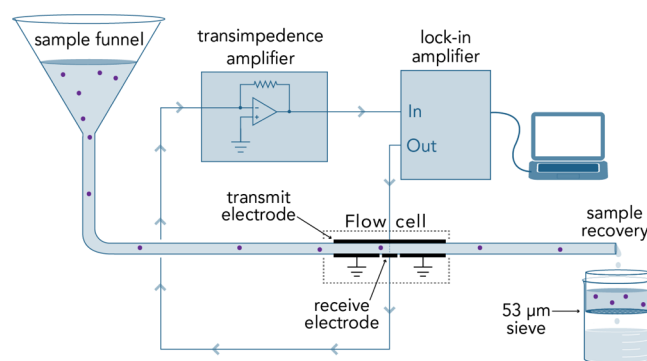 sample funnel
transimpedence
amplifier
lock-in
amplifier
In
Out
transmit
electrode
Flow cell
sample
recovery
receive
electrode
53 μm
sieve